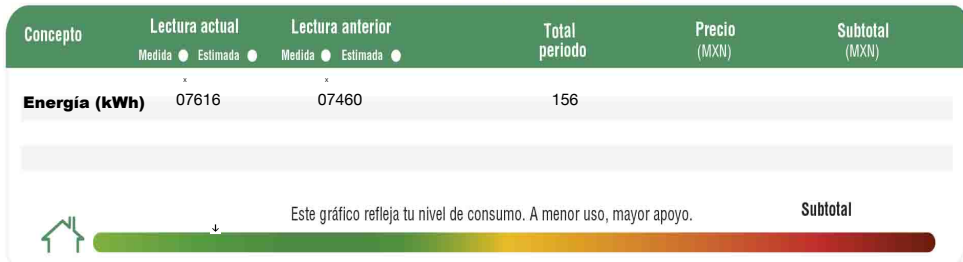 Concepto Lectura actual Lectura anterior Total periodo Precio (MXN) Subtotal (MXN)
Medida Estimada Medida Estimada
x x
Energía (kWh) 07616 07460 156
Este gráfico refleja tu nivel de consumo. A menor uso, mayor apoyo. Subtotal